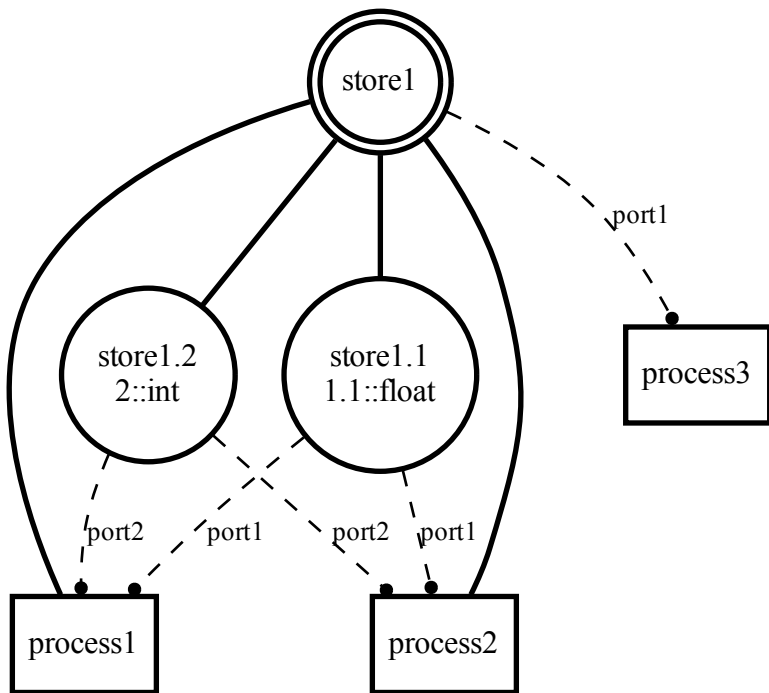 store1
port1
store1.2
2::int
store1.1
1.1::float
process3
port2
port1
port2
port1
process1
process2